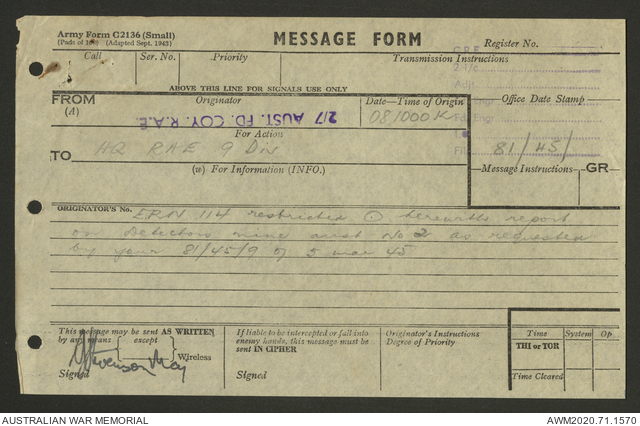 Army Form C2136 (Small)
(Pads of 100) (Adapted Sept. 1943)
MESSAGE FORM
Register No.
Call
Ser. No.
Priority
Transmission Instructions
CRE
ABOVE THIS LINE FOR SIGNALS USE ONLY
FROM
(A)
Originator
2/7 AUST. FD. COY. R.A.E.
Date—Time of Origin
081000K
Office Date Stamp
For Action
TO
HQ RAE 9 Div
81/45/
(w) For Information (INFO.)
Message Instructions
GR
ORIGINATOR'S No.
114 restricted herewith report
on Detectors mine aust No 2 as requested
by your 81/45/9 of 5 mar 45
This message may be sent AS WRITTEN
by any means
except
Wireless
Signed
Stevenson Maj
If liable to be intercepted or fall into
enemy hands, this message must be
sent IN CIPHER
Signed
Originator's Instructions
Degree of Priority
Time
System
Op
THI or TOR
Time Cleared
AUSTRALIAN WAR MEMORIAL
AWM2020.71.1570